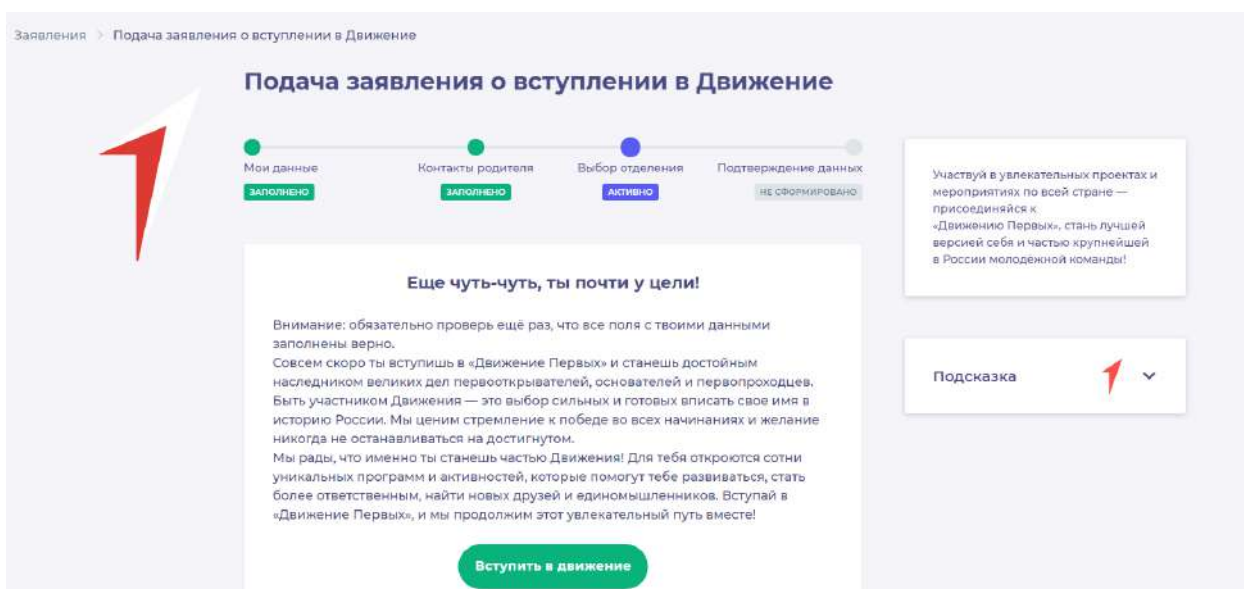 Заявления > Подача заявления о вступлении в Движение
Подача заявления о вступлении в Движение
Мои данные
ЗАПОЛНЕНО
Контакты родителя
ЗАПОЛНЕНО
Выбор отделения
АКТИВНО
Подтверждение данных
НЕ СФОРМИРОВАНО
Еще чуть-чуть, ты почти у цели!
Внимание: обязательно проверь ещё раз, что все поля с твоими данными
заполнены верно.
Совсем скоро ты вступишь в «Движение Первых» и станешь достойным
наследником великих дел первооткрывателей, основателей и первопроходцев.
Быть участником Движения — это выбор сильных и готовых вписать свое имя в
историю России. Мы ценим стремление к победе во всех начинаниях и желание
никогда не останавливаться на достигнутом.
Мы рады, что именно ты станешь частью Движения! Для тебя откроются сотни
уникальных программ и активностей, которые помогут тебе развиваться, стать
более ответственным, найти новых друзей и единомышленников. Вступай в
«Движение Первых», и мы продолжим этот увлекательный путь вместе!
Вступить в движение
Участвуй в увлекательных проектах и
мероприятиях по всей стране —
присоединяйся к
«Движению Первых», стань лучшей
версией себя и частью крупнейшей
в России молодёжной команды!
Подсказка